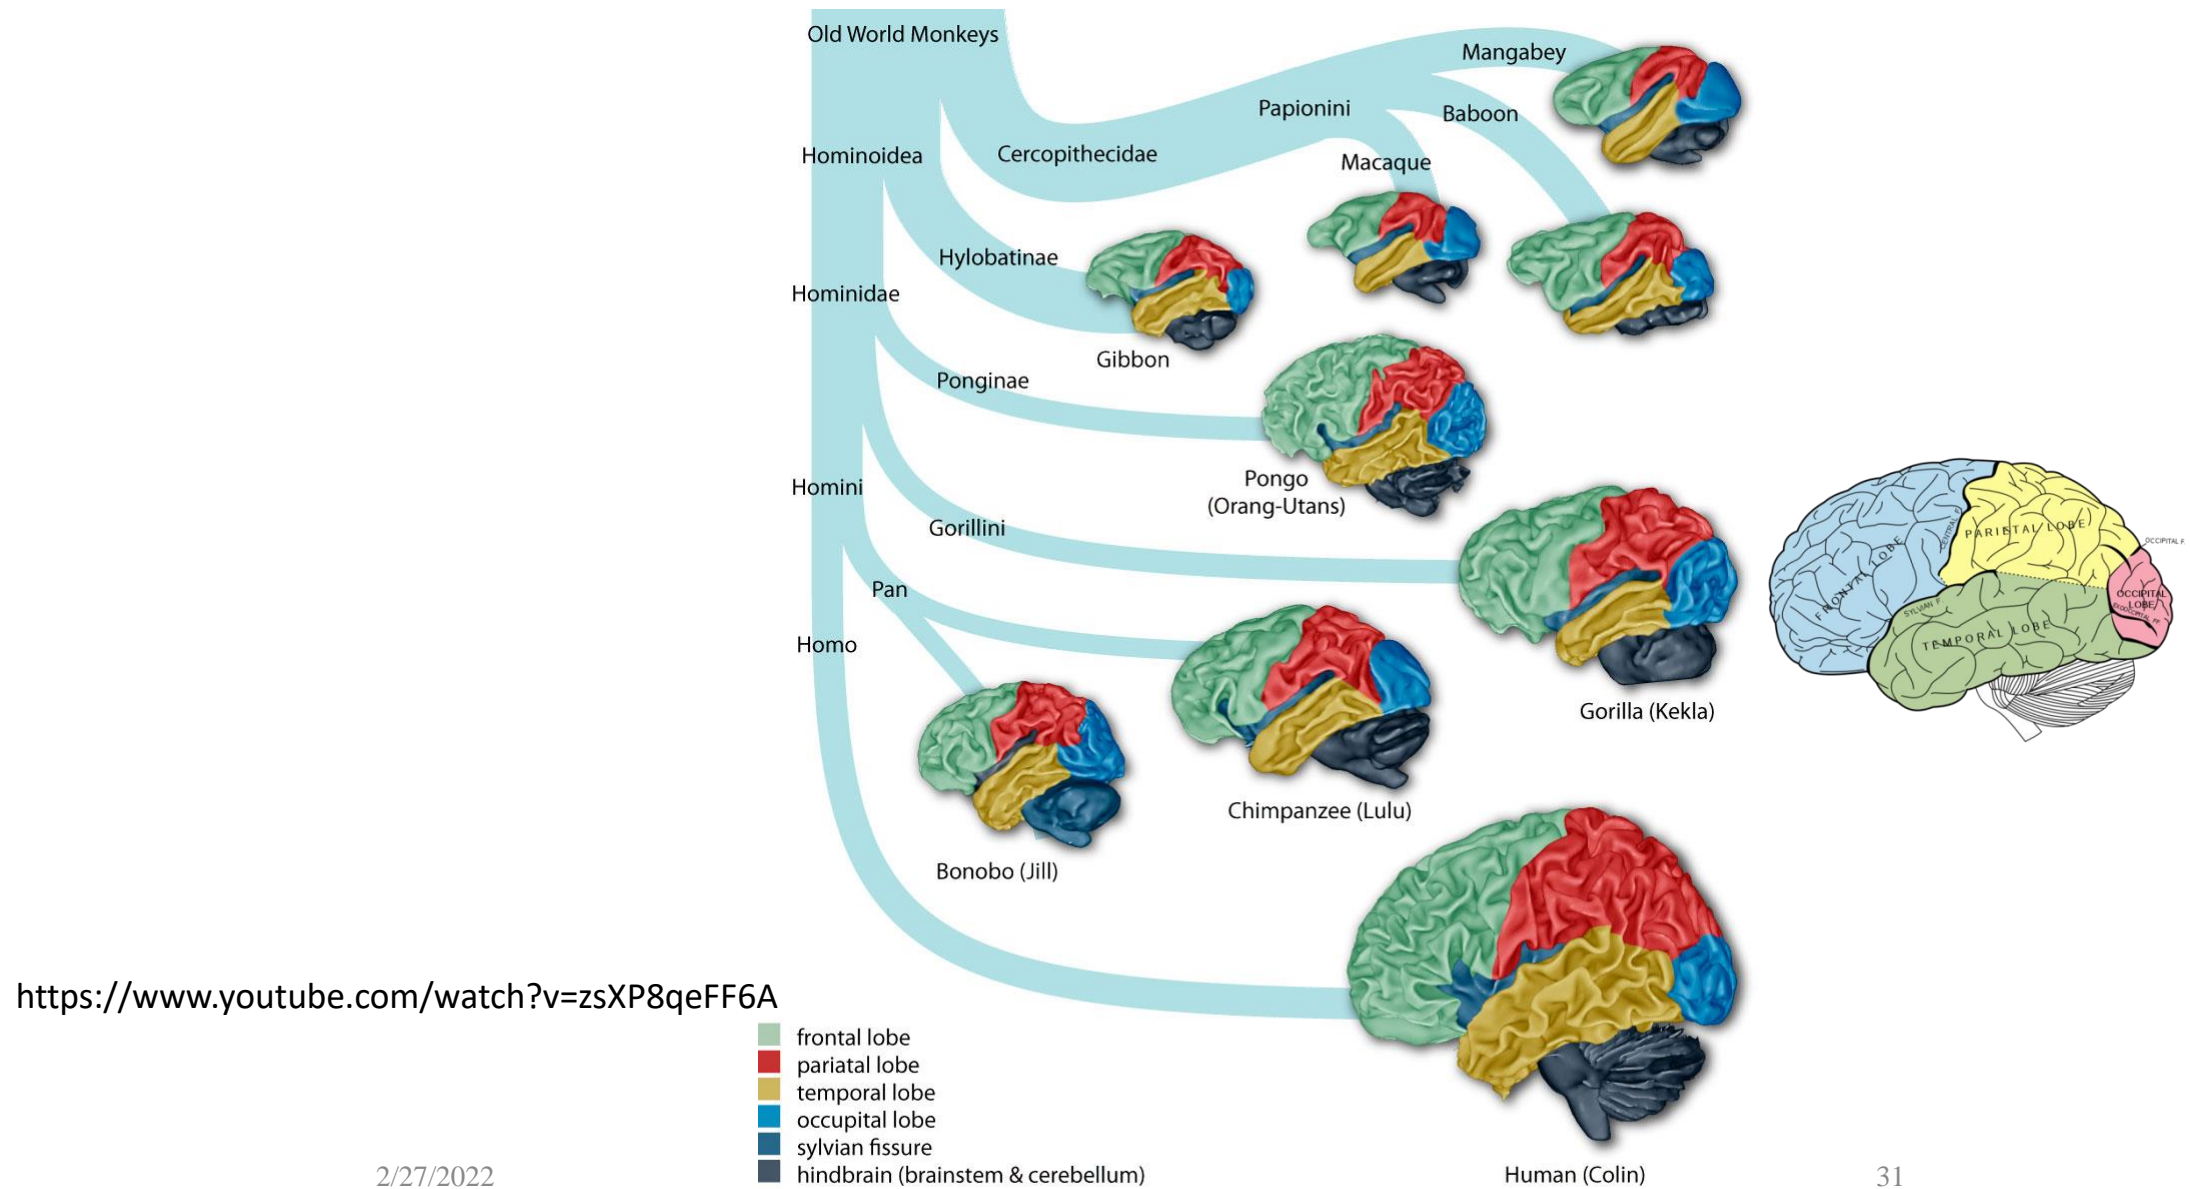 Old World Monkeys
Mangabey
Papionini
Baboon
Hominoidea
Cercopithecidae
Macaque
Hylobatinae
Hominidae
Gibbon
Ponginae
Pongo
(Orang-Utans)
Homini
Gorillini
Pan
Homo
Gorilla (Kekla)
Chimpanzee (Lulu)
Bonobo (Jill)
Human (Colin)
FRONTAL LOBE
CENTRAL F.
PARIETAL LOBE
OCCIPITAL F.
SYLVIAN F.
TEMPORAL LOBE
OCCIPITAL
LOBE
https://www.youtube.com/watch?v=zsXP8qeFF6A
frontal lobe
pariatal lobe
temporal lobe
occupital lobe
sylvian fissure
hindbrain (brainstem & cerebellum)
2/27/2022
31